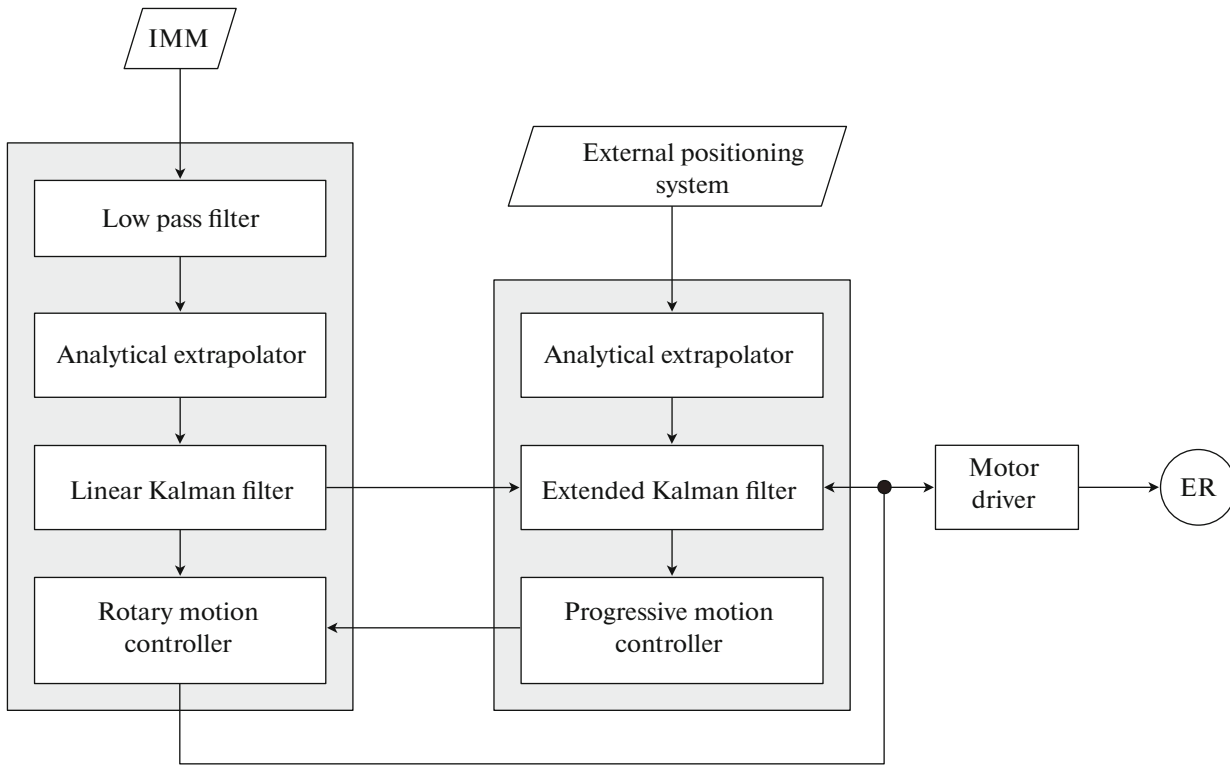 IMM
External positioning
system
Low pass filter
Analytical extrapolator
Analytical extrapolator
Linear Kalman filter
Extended Kalman filter
Motor
driver
ER
Rotary motion
controller
Progressive motion
controller